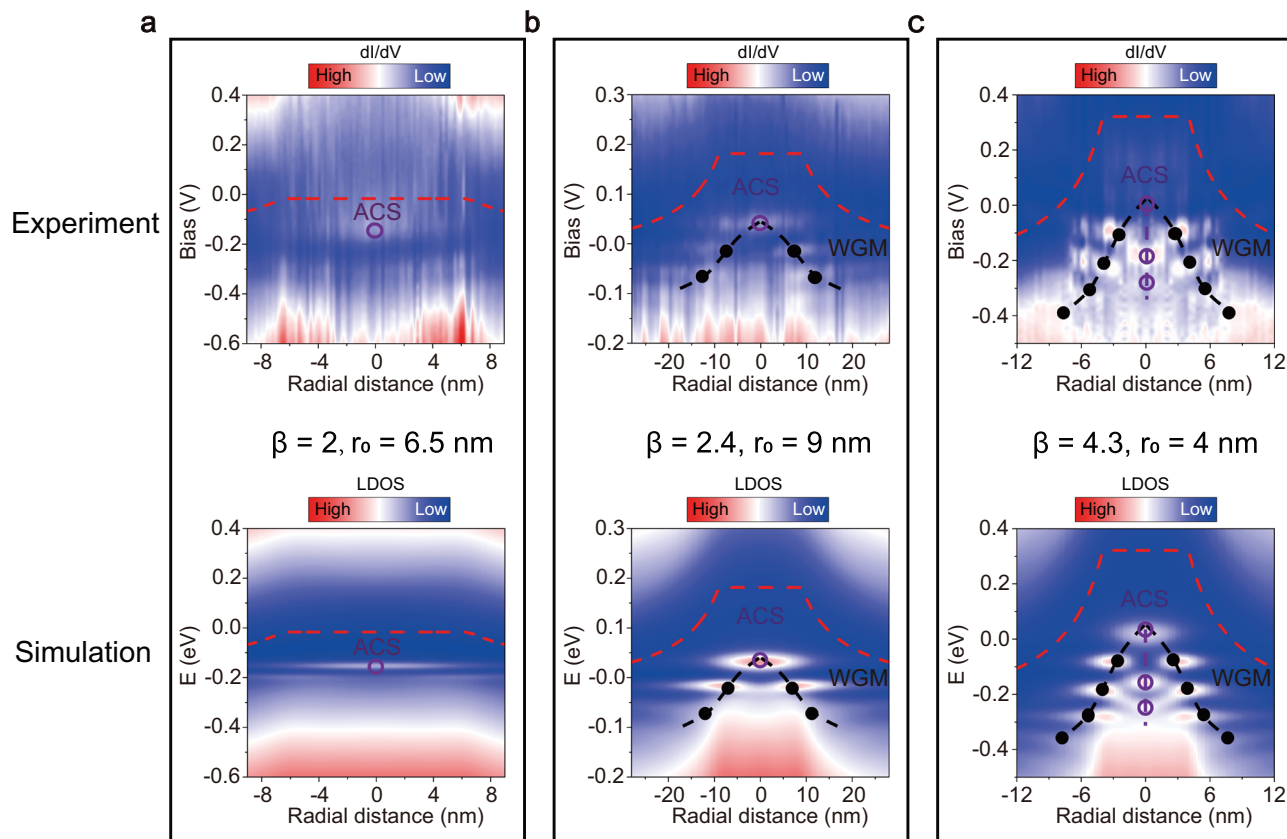 a
b
c
Experiment
Simulation
dI/dV
High
Low
0.4
0.2
0.0
-0.2
-0.4
-0.6
Bias (V)
ACS
-8
-4
0
4
8
Radial distance (nm)
dI/dV
High
Low
0.3
0.2
0.1
-0.0
-0.1
-0.2
Bias (V)
ACS
WGM
-20
-10
0
10
20
Radial distance (nm)
dI/dV
High
Low
0.4
0.2
0.0
-0.2
-0.4
Bias (V)
ACS
WGM
-12
-6
0
6
12
Radial distance (nm)
β = 2, r₀ = 6.5 nm
β = 2.4, r₀ = 9 nm
β = 4.3, r₀ = 4 nm
LDOS
High
Low
0.4
0.2
0.0
-0.2
-0.4
-0.6
E (eV)
ACS
-8
-4
0
4
8
Radial distance (nm)
LDOS
High
Low
0.3
0.2
0.1
0.0
-0.1
-0.2
E (eV)
ACS
WGM
-20
-10
0
10
20
Radial distance (nm)
LDOS
High
Low
0.4
0.2
0.0
-0.2
-0.4
E (eV)
ACS
WGM
-12
-6
0
6
12
Radial distance (nm)